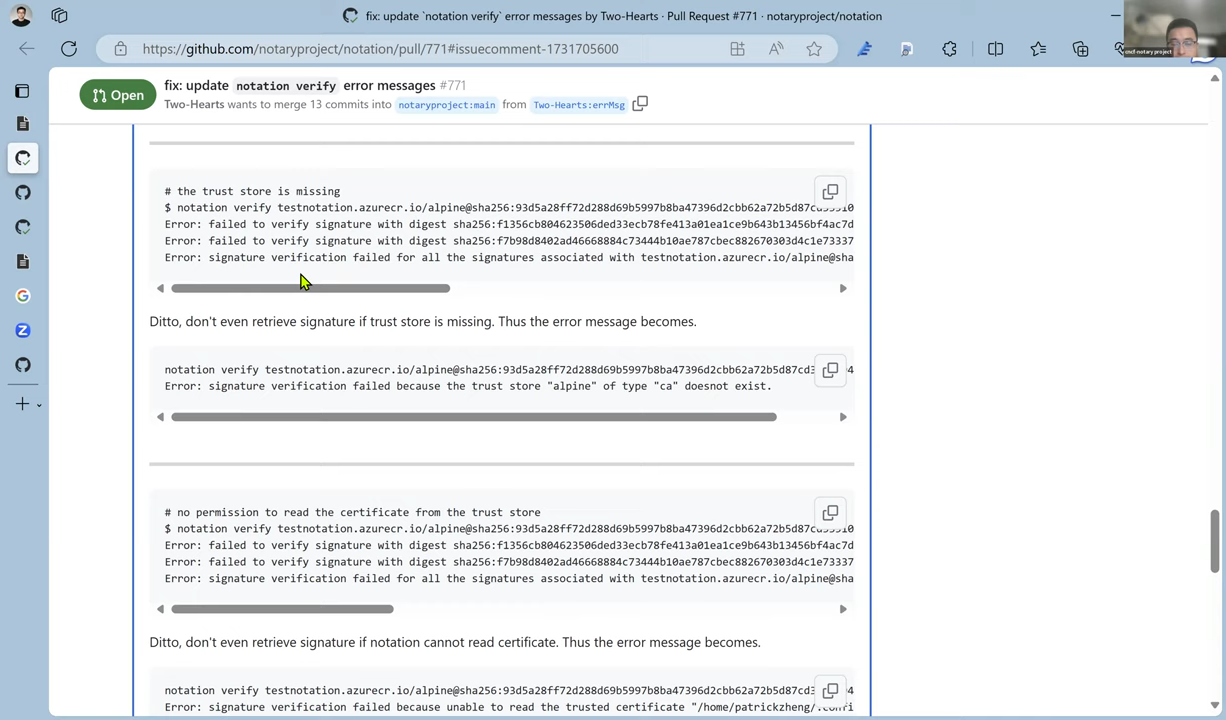 fix: update `notation verify` error messages by Two-Hearts · Pull Request #771 · notaryproject/notation
https://github.com/notaryproject/notation/pull/771#issuecomment-1731705600
cncf-notary project
Open
fix: update notation verify error messages #771
Two-Hearts wants to merge 13 commits into notaryproject:main from Two-Hearts:errMsg
# the trust store is missing
$ notation verify testnotation.azurecr.io/alpine@sha256:93d5a28ff72d288d69b5997b8ba47396d2cbb62a72b5d87cd
Error: failed to verify signature with digest sha256:f1356cb804623506ded33ecb78fe413a01ea1ce9b643b13456bf4ac7d
Error: failed to verify signature with digest sha256:f7b98d8402ad46668884c73444b10ae787cbec882670303d4c1e73337
Error: signature verification failed for all the signatures associated with testnotation.azurecr.io/alpine@sha
Ditto, don't even retrieve signature if trust store is missing. Thus the error message becomes.
notation verify testnotation.azurecr.io/alpine@sha256:93d5a28ff72d288d69b5997b8ba47396d2cbb62a72b5d87cd3
Error: signature verification failed because the trust store "alpine" of type "ca" doesnot exist.
# no permission to read the certificate from the trust store
$ notation verify testnotation.azurecr.io/alpine@sha256:93d5a28ff72d288d69b5997b8ba47396d2cbb62a72b5d87cd
Error: failed to verify signature with digest sha256:f1356cb804623506ded33ecb78fe413a01ea1ce9b643b13456bf4ac7d
Error: failed to verify signature with digest sha256:f7b98d8402ad46668884c73444b10ae787cbec882670303d4c1e73337
Error: signature verification failed for all the signatures associated with testnotation.azurecr.io/alpine@sha
Ditto, don't even retrieve signature if notation cannot read certificate. Thus the error message becomes.
notation verify testnotation.azurecr.io/alpine@sha256:93d5a28ff72d288d69b5997b8ba47396d2cbb62a72b5d87cd3
Error: signature verification failed because unable to read the trusted certificate "/home/patrickzheng/.confi